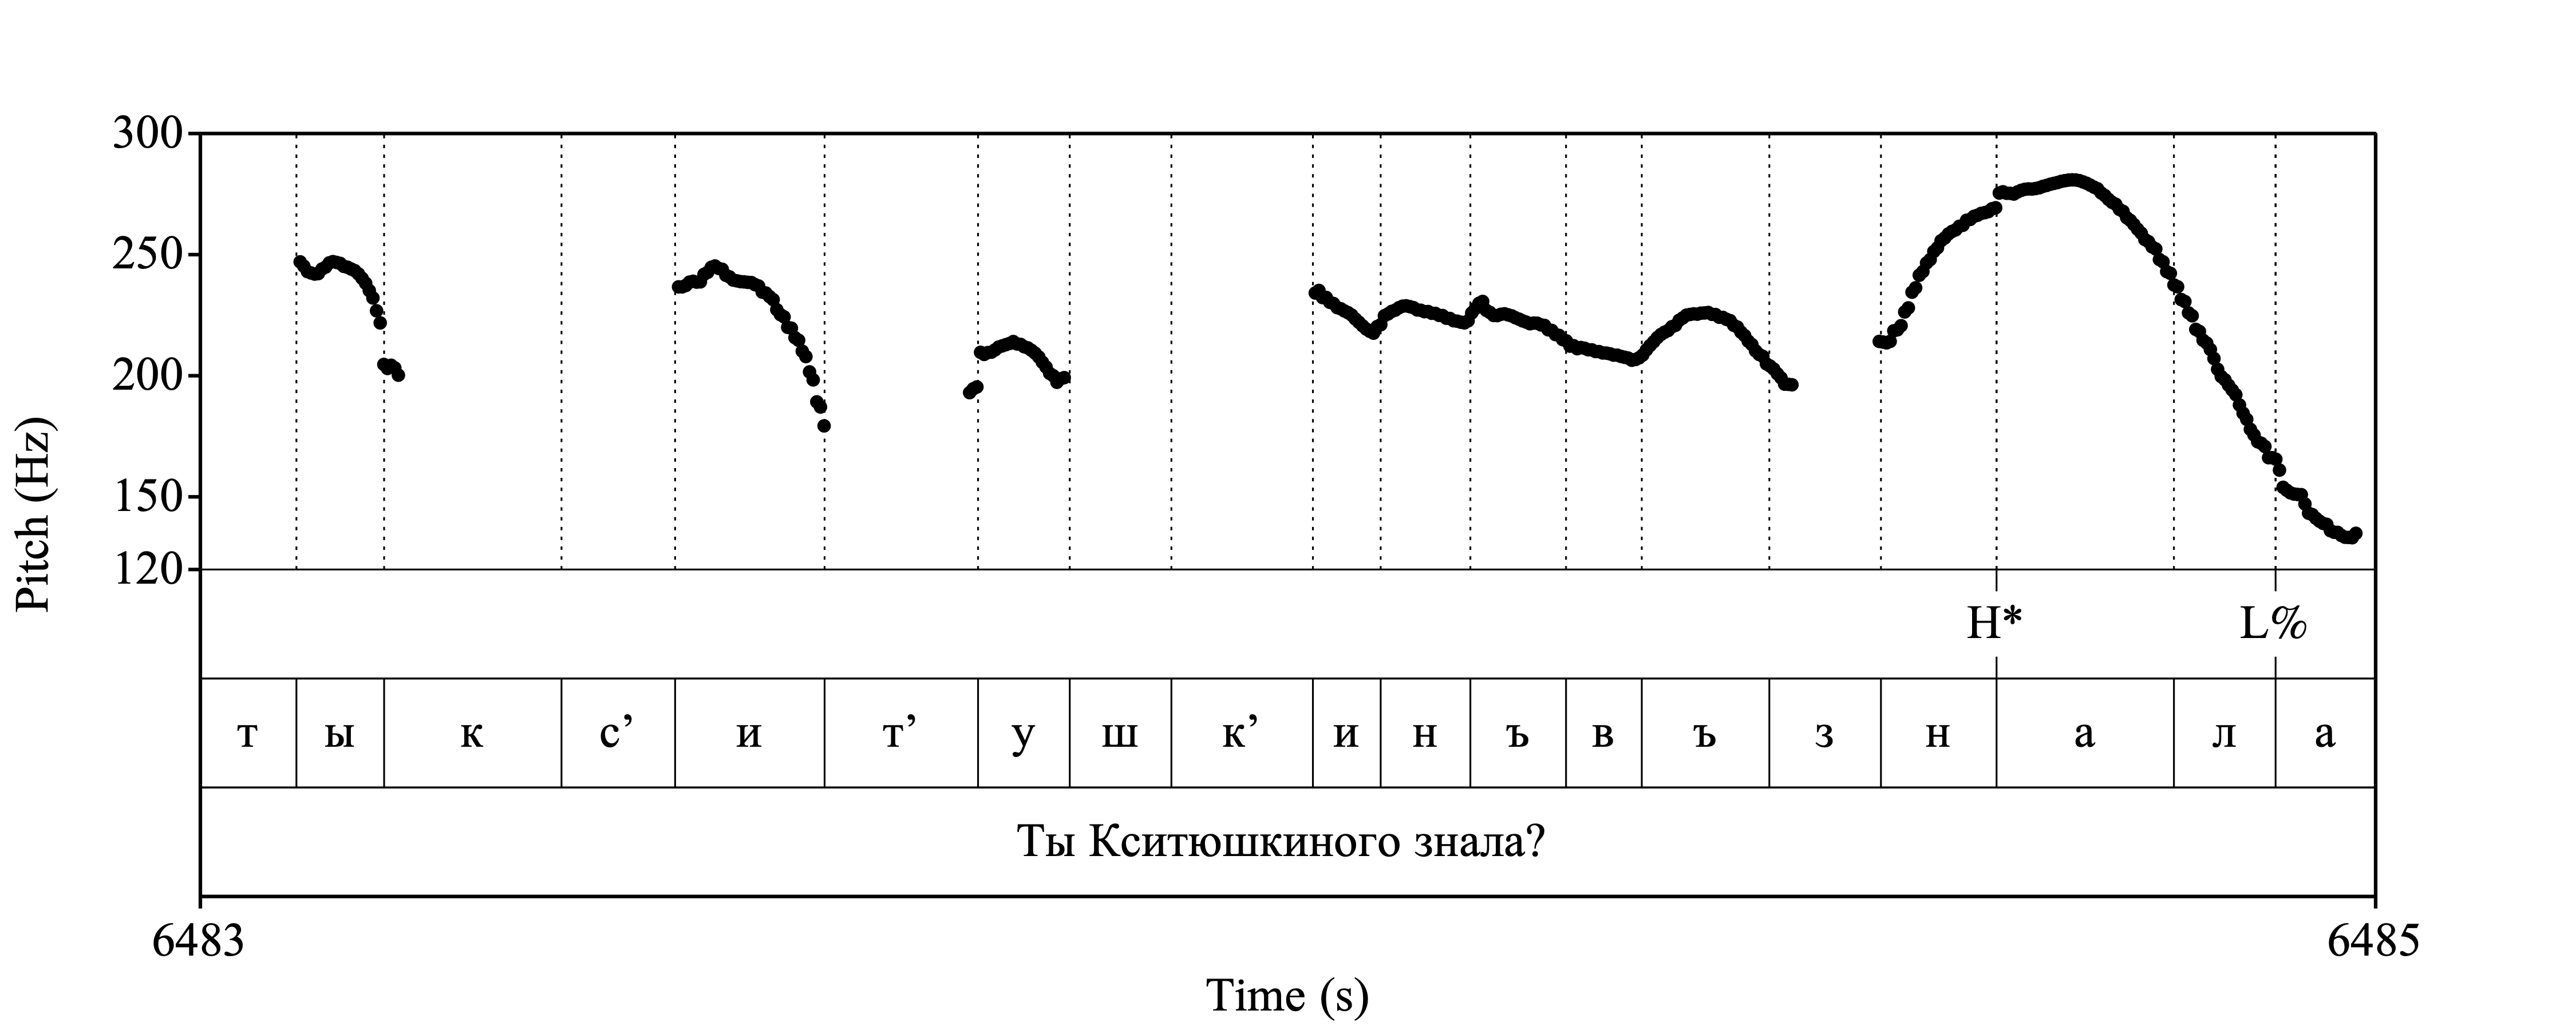 300
250
200
150
120
Pitch (Hz)
H* L%
т ы к с’ и т’ у ш к’ и н ъ в ъ з н а л а
Ты Кситюшкиного знала?
6483 6485
Time (s)